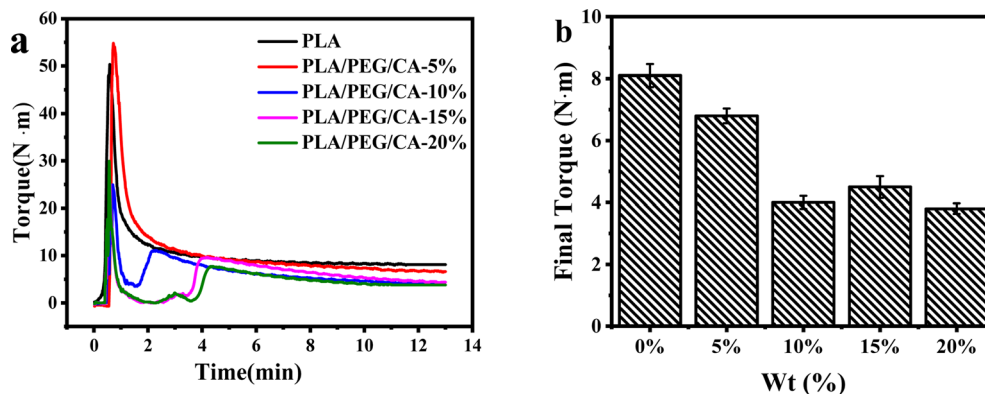 a
60
50
40
30
20
10
0
Torque(N ·m)
PLA
PLA/PEG/CA-5%
PLA/PEG/CA-10%
PLA/PEG/CA-15%
PLA/PEG/CA-20%
0 2 4 6 8 10 12 14
Time(min)
b
10
8
6
4
2
0
Final Torque (N·m)
0% 5% 10% 15% 20%
Wt (%)